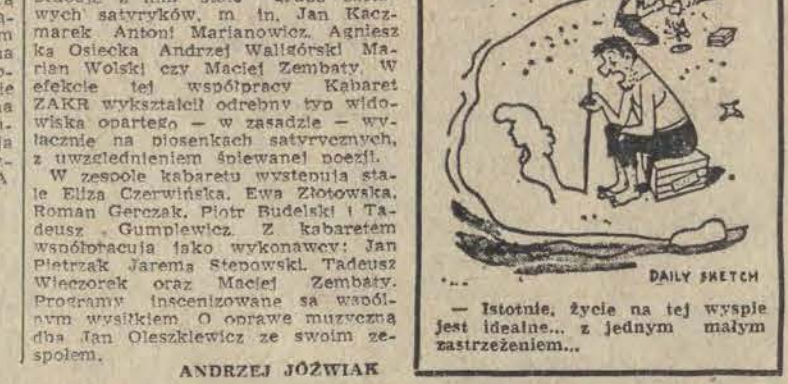 wych satyryków, m in. Jan Kacz-
marek Antoni Marianowicz, Agniesz
ka Osiecka Andrzej Waligórski Ma-
rian Wolski czy Maciej Zembaty. W
efekcie tej współpracy Kabaret
ZAKR wykształcił odrębny typ wido-
wiska opartego — w zasadzie — wy-
łącznie na piosenkach satyrycznych,
z uwzględnieniem śpiewanej poezji.
W zespole kabaretu występują sta-
le Eliza Czerwińska, Ewa Złotowska,
Roman Gerczak, Piotr Budelski i Ta-
deusz Gumplewicz. Z kabaretem
współpracują jako wykonawcy: Jan
Pietrzak Jarema Stępowski, Tadeusz
Wieczorek oraz Maciej Zembaty.
Programy inscenizowane są wspól-
nym wysiłkiem O oprawę muzyczną
dba Jan Oleszkiewicz ze swoim ze-
społem.
ANDRZEJ JÓŹWIAK
DAILY SKETCH
— Istotnie, życie na tej wyspie
jest idealne... z jednym małym
zastrzeżeniem...